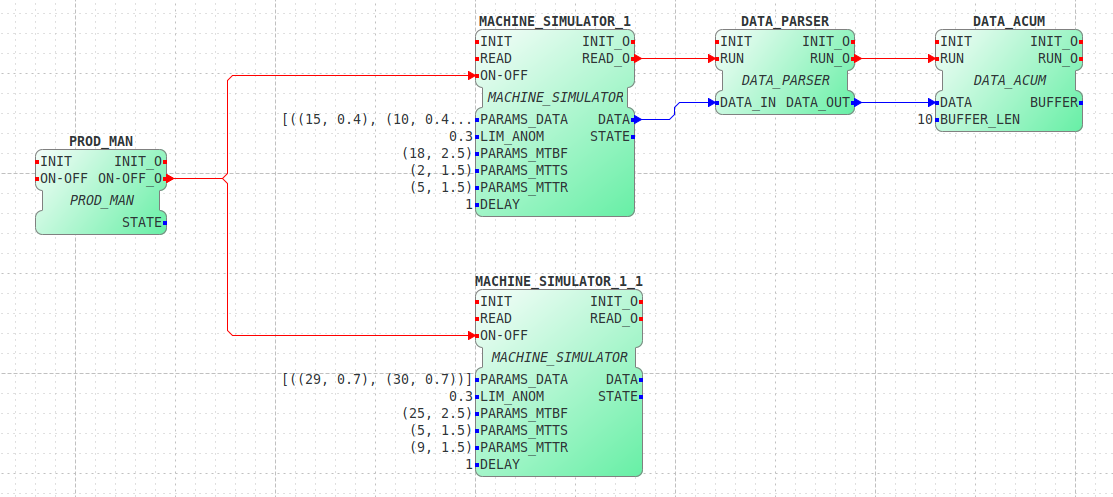 MACHINE_SIMULATOR_1
INIT INIT_O
READ READ_O
ON-OFF
MACHINE_SIMULATOR
[((15, 0.4), (10, 0.4... PARAMS_DATA DATA
0.3 LIM_ANOM STATE
(18, 2.5) PARAMS_MTBF
(2, 1.5) PARAMS_MTTS
(5, 1.5) PARAMS_MTTR
1 DELAY
DATA_PARSER
INIT INIT_O
RUN RUN_O
DATA_PARSER
DATA_IN DATA_OUT
DATA_ACUM
INIT INIT_O
RUN RUN_O
DATA_ACUM
DATA BUFFER
10 BUFFER_LEN
PROD_MAN
INIT INIT_O
ON-OFF ON-OFF_O
PROD_MAN
STATE
MACHINE_SIMULATOR_1_1
INIT INIT_O
READ READ_O
ON-OFF
MACHINE_SIMULATOR
[((29, 0.7), (30, 0.7))] PARAMS_DATA DATA
0.3 LIM_ANOM STATE
(25, 2.5) PARAMS_MTBF
(5, 1.5) PARAMS_MTTS
(9, 1.5) PARAMS_MTTR
1 DELAY